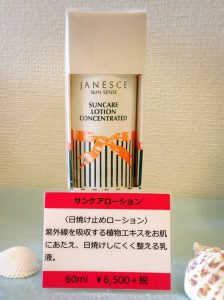 JANESCE
SKIN SENSE
SUNCARE
LOTION
CONCENTRATED
サンケアローション
〈日焼け止めローション〉
紫外線を吸収する植物エキスをお肌
にあたえ、日焼けしにくく整える乳
液。
60ml ¥6,500+税